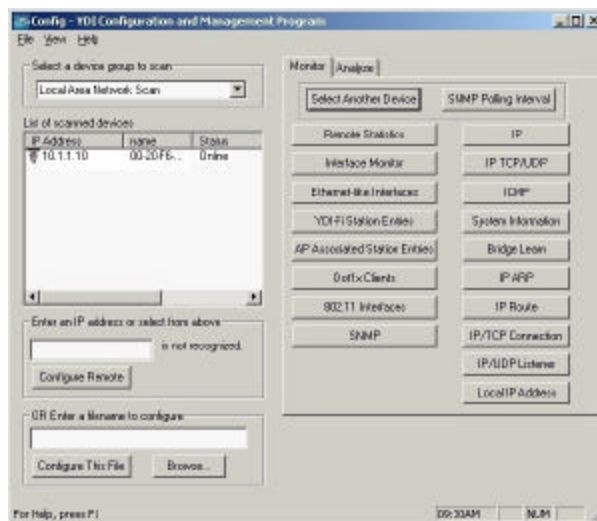 Config - YDI Configuration and Management Program
File View Help
Select a device group to scan
Local Area Network Scan
List of scanned devices
IP Address name Status
10.1.1.10 00-20-F6-... Online
Enter an IP address or select from above
is not recognized.
Configure Remote
OR Enter a filename to configure
Configure This File Browse...
Monitor Analyze
Select Another Device SNMP Polling Interval
Remote Statistics IP
Interface Monitor IP TCP/UDP
Ethernet-like Interfaces ICMP
YDI-Fi Station Entries System Information
AP Associated Station Entries Bridge Learn
Dot1x Clients IP ARP
802.11 Interfaces IP Route
SNMP IP/TCP Connection
IP/UDP Listener
Local IP Address
For Help, press F1 09:30AM NUM